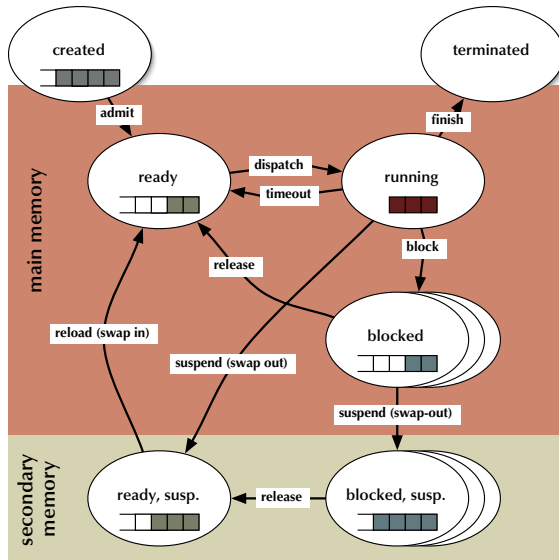 created
terminated
admit
finish
ready
dispatch
running
timeout
block
release
main memory
blocked
reload (swap in)
suspend (swap out)
suspend (swap-out)
secondary
memory
ready, susp.
release
blocked, susp.